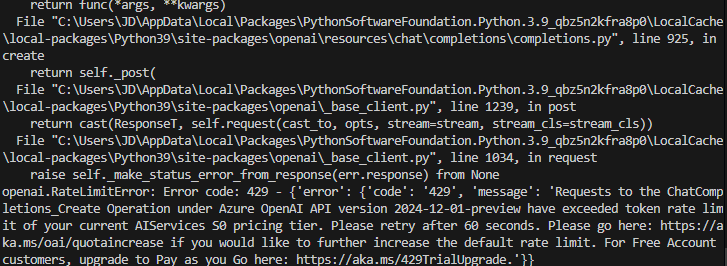 return func(*args, **kwargs)
  File "C:\Users\JD\AppData\Local\Packages\PythonSoftwareFoundation.Python.3.9_qbz5n2kfra8p0\LocalCache
\local-packages\Python39\site-packages\openai\resources\chat\completions\completions.py", line 925, in
create
    return self._post(
  File "C:\Users\JD\AppData\Local\Packages\PythonSoftwareFoundation.Python.3.9_qbz5n2kfra8p0\LocalCache
\local-packages\Python39\site-packages\openai\_base_client.py", line 1239, in post
    return cast(ResponseT, self.request(cast_to, opts, stream=stream, stream_cls=stream_cls))
  File "C:\Users\JD\AppData\Local\Packages\PythonSoftwareFoundation.Python.3.9_qbz5n2kfra8p0\LocalCache
\local-packages\Python39\site-packages\openai\_base_client.py", line 1034, in request
    raise self._make_status_error_from_response(err.response) from None
openai.RateLimitError: Error code: 429 - {'error': {'code': '429', 'message': 'Requests to the ChatComp
letions_Create Operation under Azure OpenAI API version 2024-12-01-preview have exceeded token rate lim
it of your current AIServices S0 pricing tier. Please retry after 60 seconds. Please go here: https://a
ka.ms/oai/quotaincrease if you would like to further increase the default rate limit. For Free Account
customers, upgrade to Pay as you Go here: https://aka.ms/429TrialUpgrade.'}}